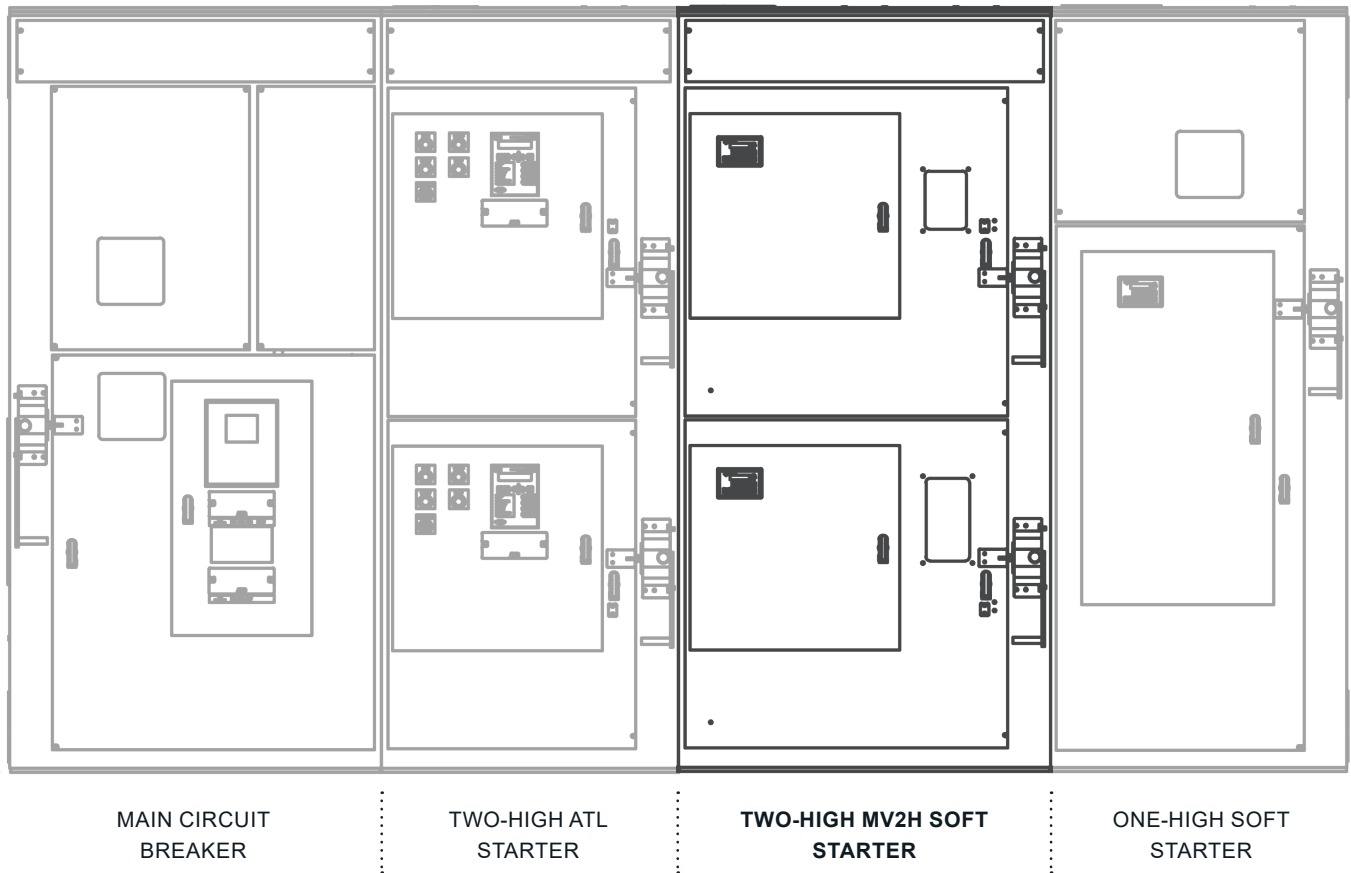 MAIN CIRCUIT
BREAKER
TWO-HIGH ATL
STARTER
TWO-HIGH MV2H SOFT
STARTER
ONE-HIGH SOFT
STARTER